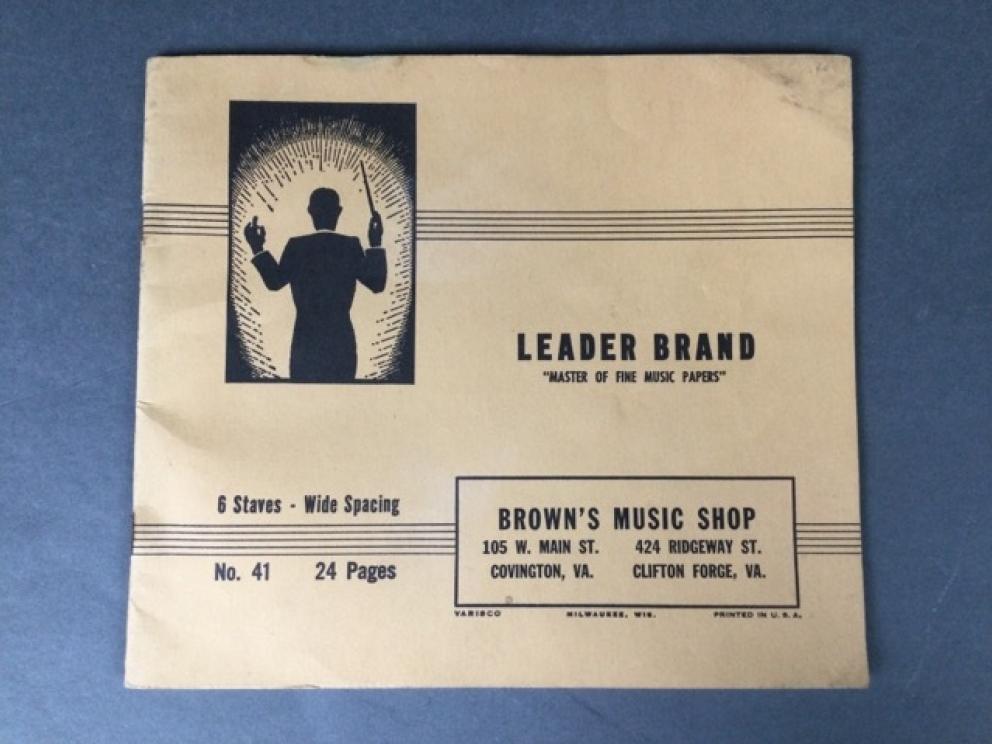 LEADER BRAND
"MASTER OF FINE MUSIC PAPERS"
6 Staves - Wide Spacing
No. 41 24 Pages
BROWN'S MUSIC SHOP
105 W. MAIN ST. 424 RIDGEWAY ST.
COVINGTON, VA. CLIFTON FORGE, VA.
VARISCO MILWAUKEE, WIS. PRINTED IN U. S. A.